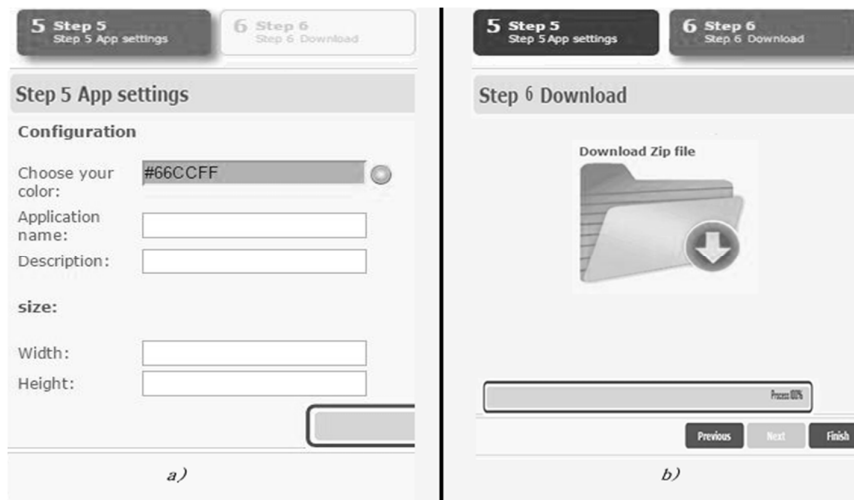 5 Step 5
Step 5 App settings
6 Step 6
Step 6 Download
Step 5 App settings
Configuration
Choose your color:
#66CCFF
Application name:
Description:
size:
Width:
Height:
a)
5 Step 5
Step 5 App settings
6 Step 6
Step 6 Download
Step 6 Download
Download Zip file
Process 100%
Previous
Next
Finish
b)